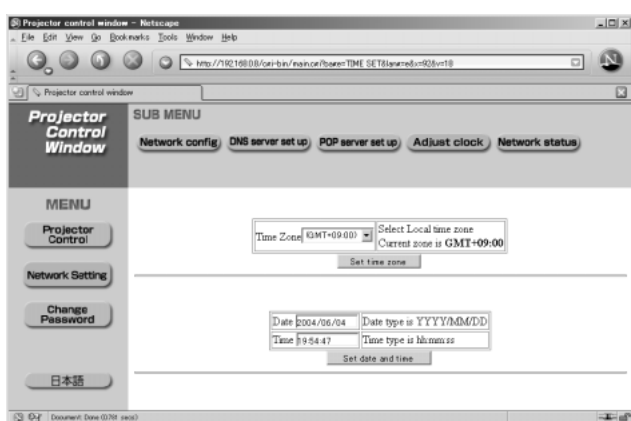 Projector control window - Netscape
File Edit View Go Bookmarks Tools Window Help
Projector control window
Projector
Control
Window
SUB MENU
Network config
DNS server set up
POP server set up
Adjust clock
Network status
MENU
Projector
Control
Network Setting
Change
Password
日本語
Time Zone (GMT+09:00) Select Local time zone
Current zone is GMT+09:00
Set time zone
Date 2004/06/04 Date type is YYYY/MM/DD
Time 19:54:47 Time type is hh:mm:ss
Set date and time
Document: Done